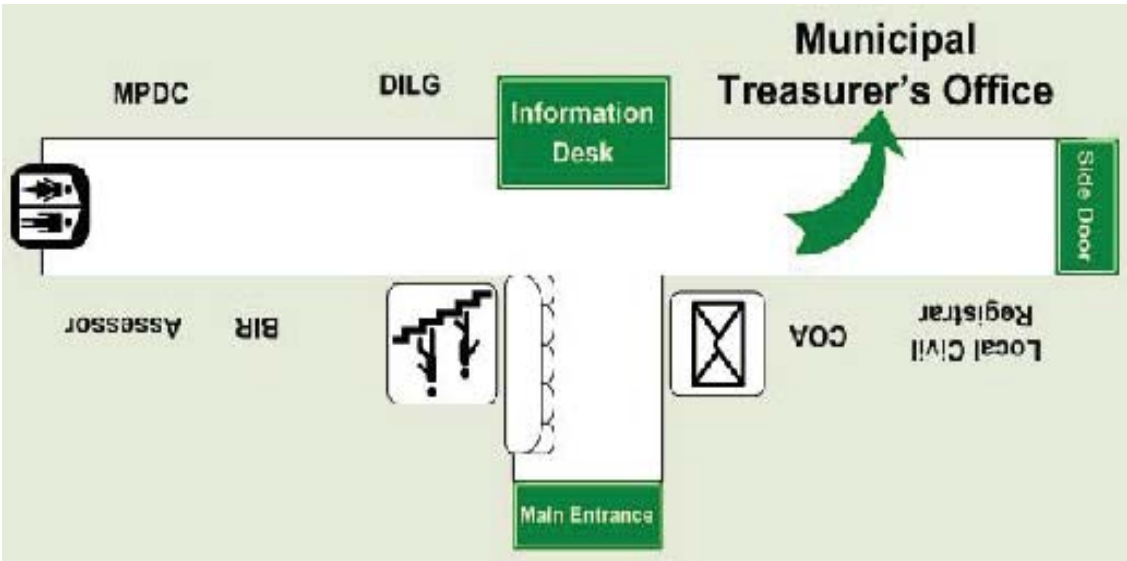 MPDC
DILG
Information
Desk
Municipal
Treasurer's Office
Side Door
Assessor
BIR
COA
Local Civil
Registrar
Main Entrance